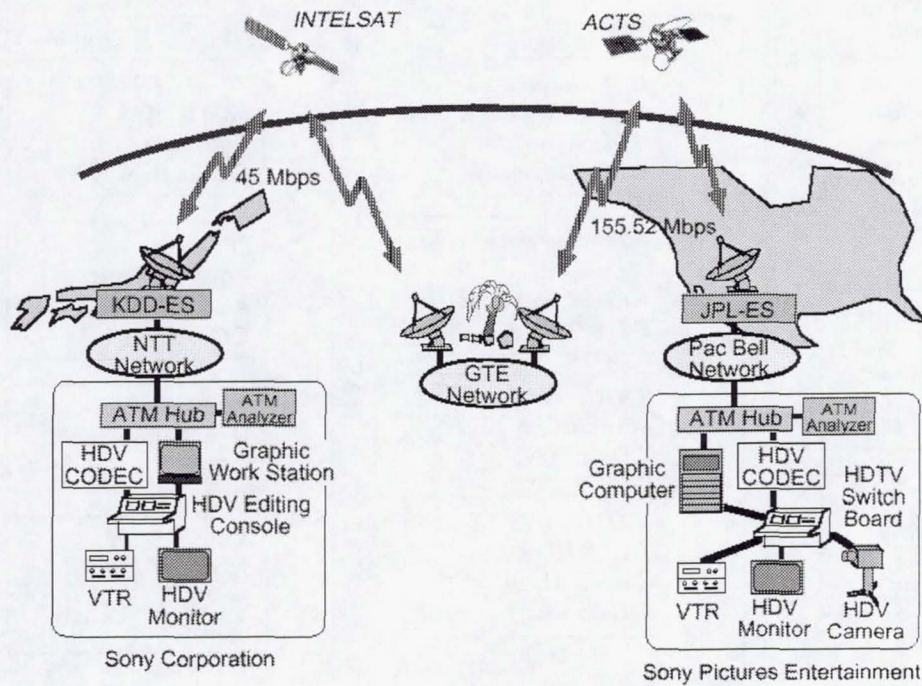 INTELSAT
ACTS
45 Mbps
155.52 Mbps
KDD-ES
JPL-ES
NTT
Network
GTE
Network
Pac Bell
Network
ATM Hub
ATM
Analyzer
HDV
CODEC
Graphic
Work Station
HDV Editing
Console
VTR
HDV
Monitor
Sony Corporation
ATM Hub
ATM
Analyzer
Graphic
Computer
HDV
CODEC
HDTV
Switch
Board
VTR
HDV
Monitor
HDV
Camera
Sony Pictures Entertainment